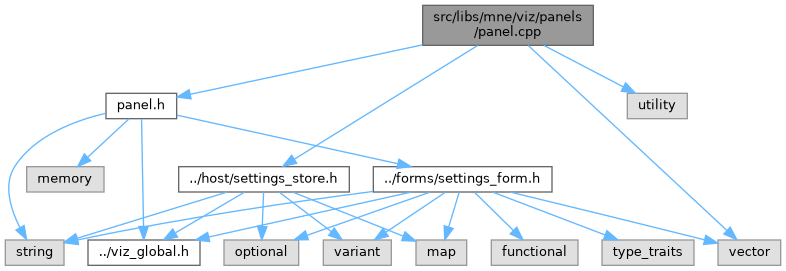 src/libs/mne/viz/panels
/panel.cpp
panel.h
utility
memory
../host/settings_store.h
../forms/settings_form.h
string
../viz_global.h
optional
variant
map
functional
type_traits
vector